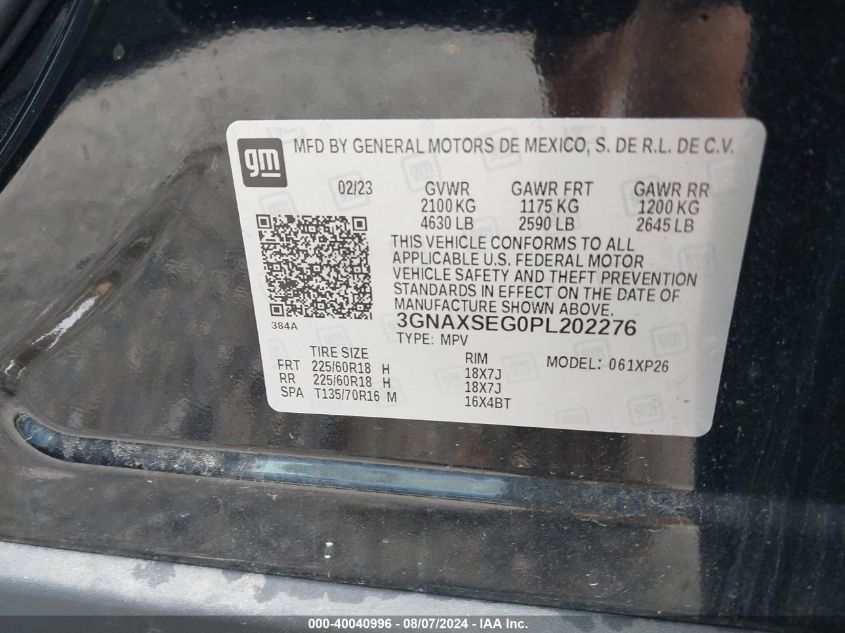 gm MFD BY GENERAL MOTORS DE MEXICO, S. DE R.L. DE C.V.
02/23 GVWR GAWR FRT GAWR RR
2100 KG 1175 KG 1200 KG
4630 LB 2590 LB 2645 LB
THIS VEHICLE CONFORMS TO ALL
APPLICABLE U.S. FEDERAL MOTOR
VEHICLE SAFETY AND THEFT PREVENTION
STANDARDS IN EFFECT ON THE DATE OF
MANUFACTURE SHOWN ABOVE.
384A 3GNAXSEG0PL202276
TYPE: MPV
TIRE SIZE RIM MODEL: 061XP26
FRT 225/60R18 H 18X7J
RR 225/60R18 H 18X7J
SPA T135/70R16 M 16X4BT
000-40040996 - 08/07/2024 - IAAI.com